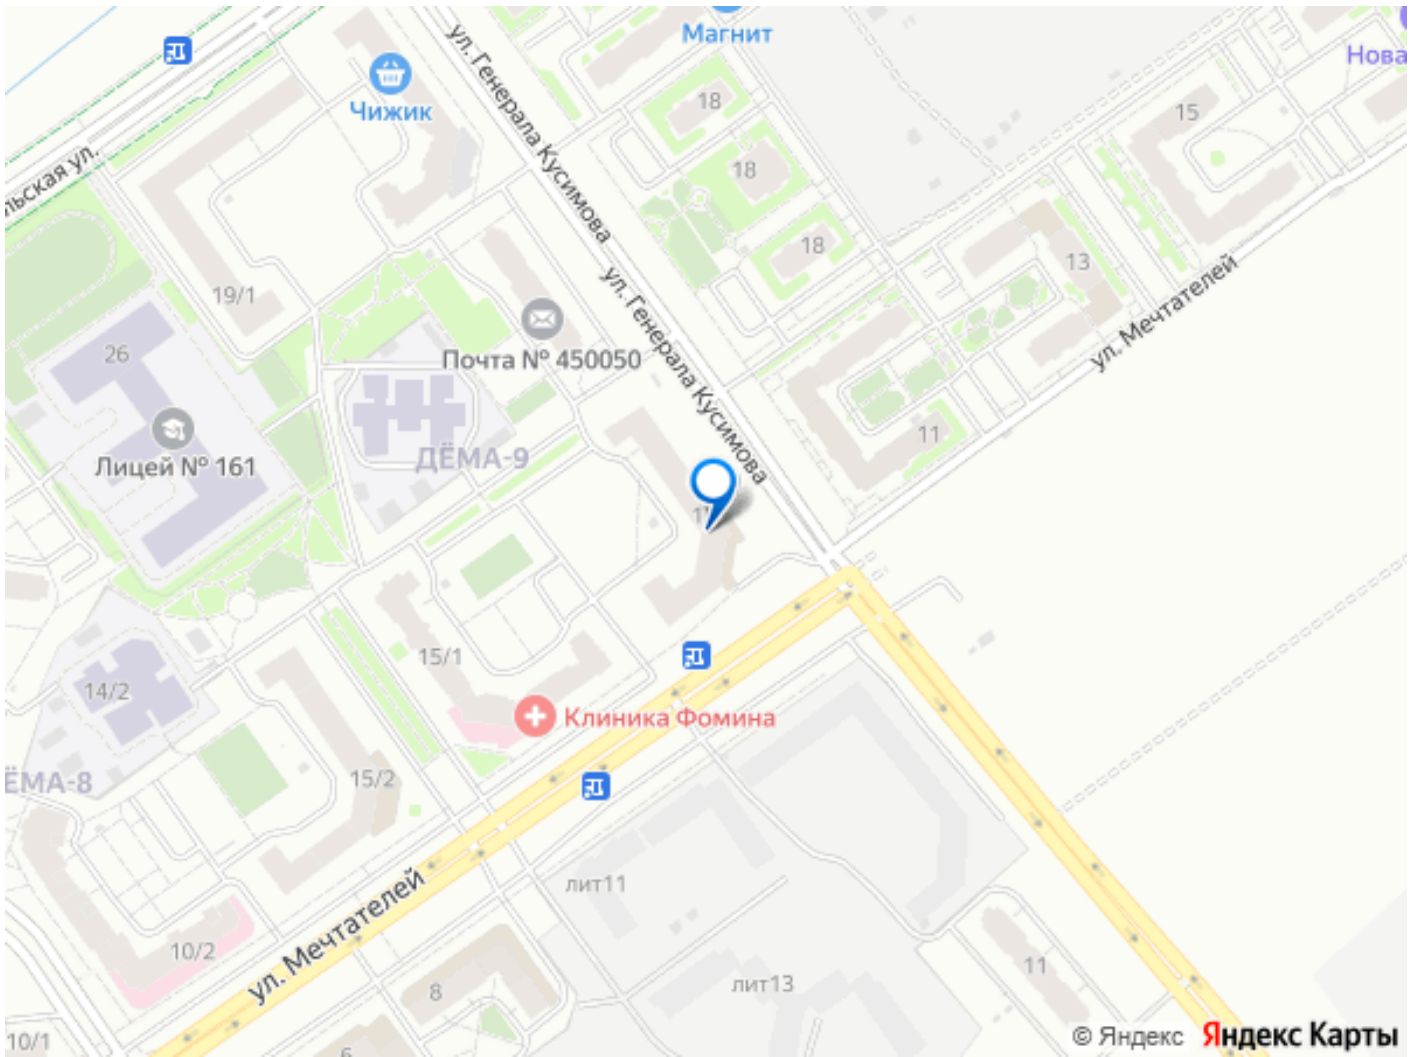 Магнит
Нова
Чижик
ул. Генерала Кусимова
18
15
18
льская ул.
18
13
19/1
ул. Генерала Кусимова
ул. Мечтателей
26
Почта № 450050
11
Лицей № 161
ДЁМА-9
15/1
14/2
Клиника Фомина
ЁМА-8
15/2
лит11
ул. Мечтателей
10/2
11
8
лит13
10/1
6
© Яндекс Яндекс Карты